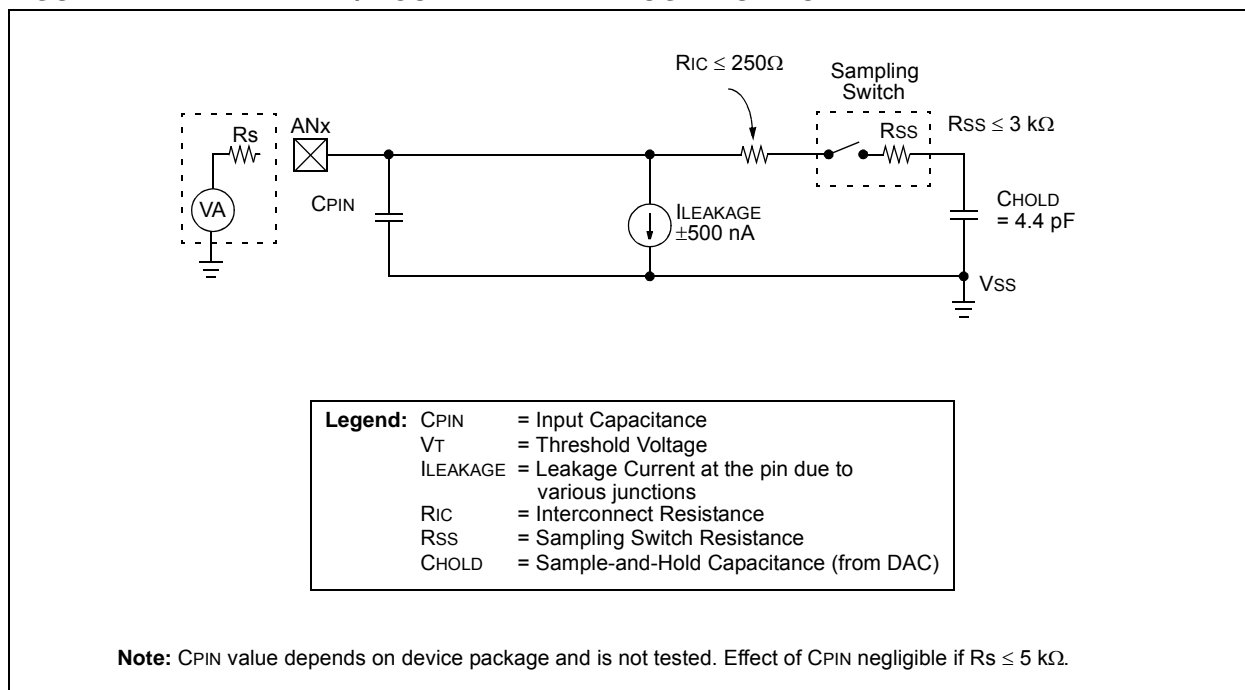 RIC ≤ 250Ω
Sampling
Switch
Rs
ANx
RSS
RSS ≤ 3 kΩ
VA
CPIN
ILEAKAGE
±500 nA
CHOLD
= 4.4 pF
VSS
Legend: CPIN = Input Capacitance
VT = Threshold Voltage
ILEAKAGE = Leakage Current at the pin due to
various junctions
RIC = Interconnect Resistance
RSS = Sampling Switch Resistance
CHOLD = Sample-and-Hold Capacitance (from DAC)
Note: CPIN value depends on device package and is not tested. Effect of CPIN negligible if Rs ≤ 5 kΩ.